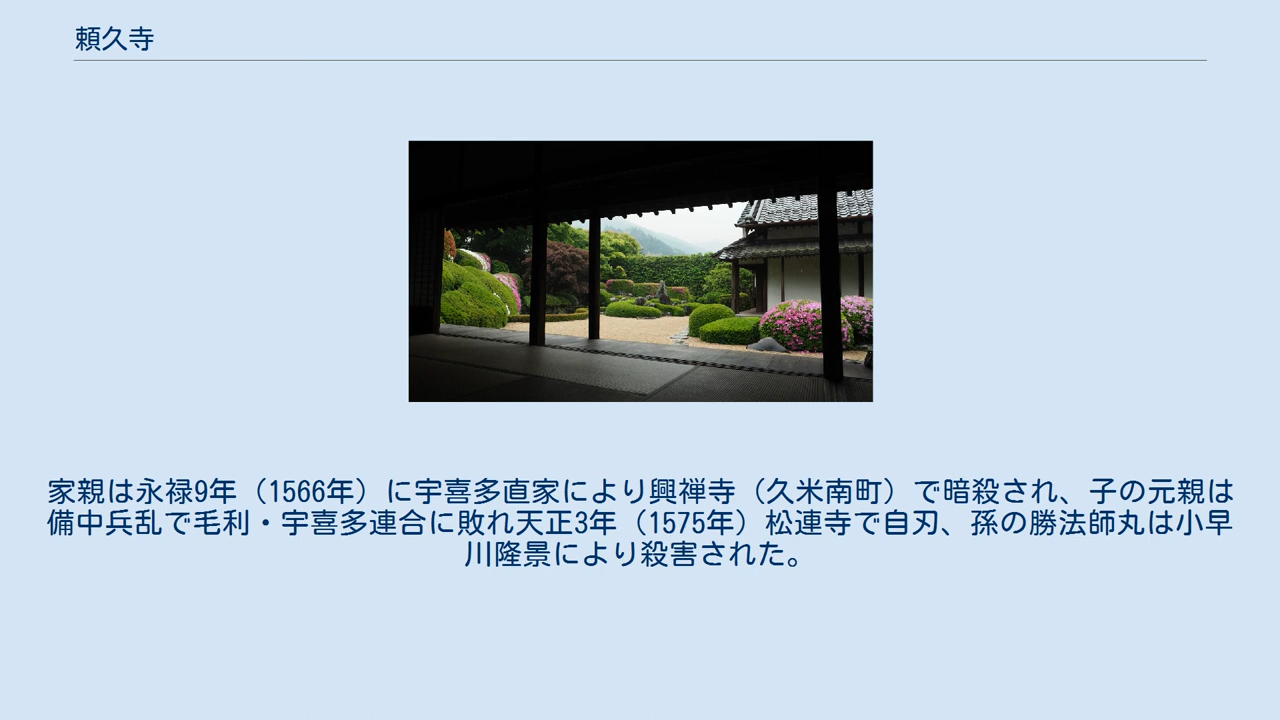 頼久寺
家親は永禄9年（1566年）に宇喜多直家により興禅寺（久米南町）で暗殺され、子の元親は
備中兵乱で毛利・宇喜多連合に敗れ天正3年（1575年）松連寺で自刃、孫の勝法師丸は小早
川隆景により殺害された。